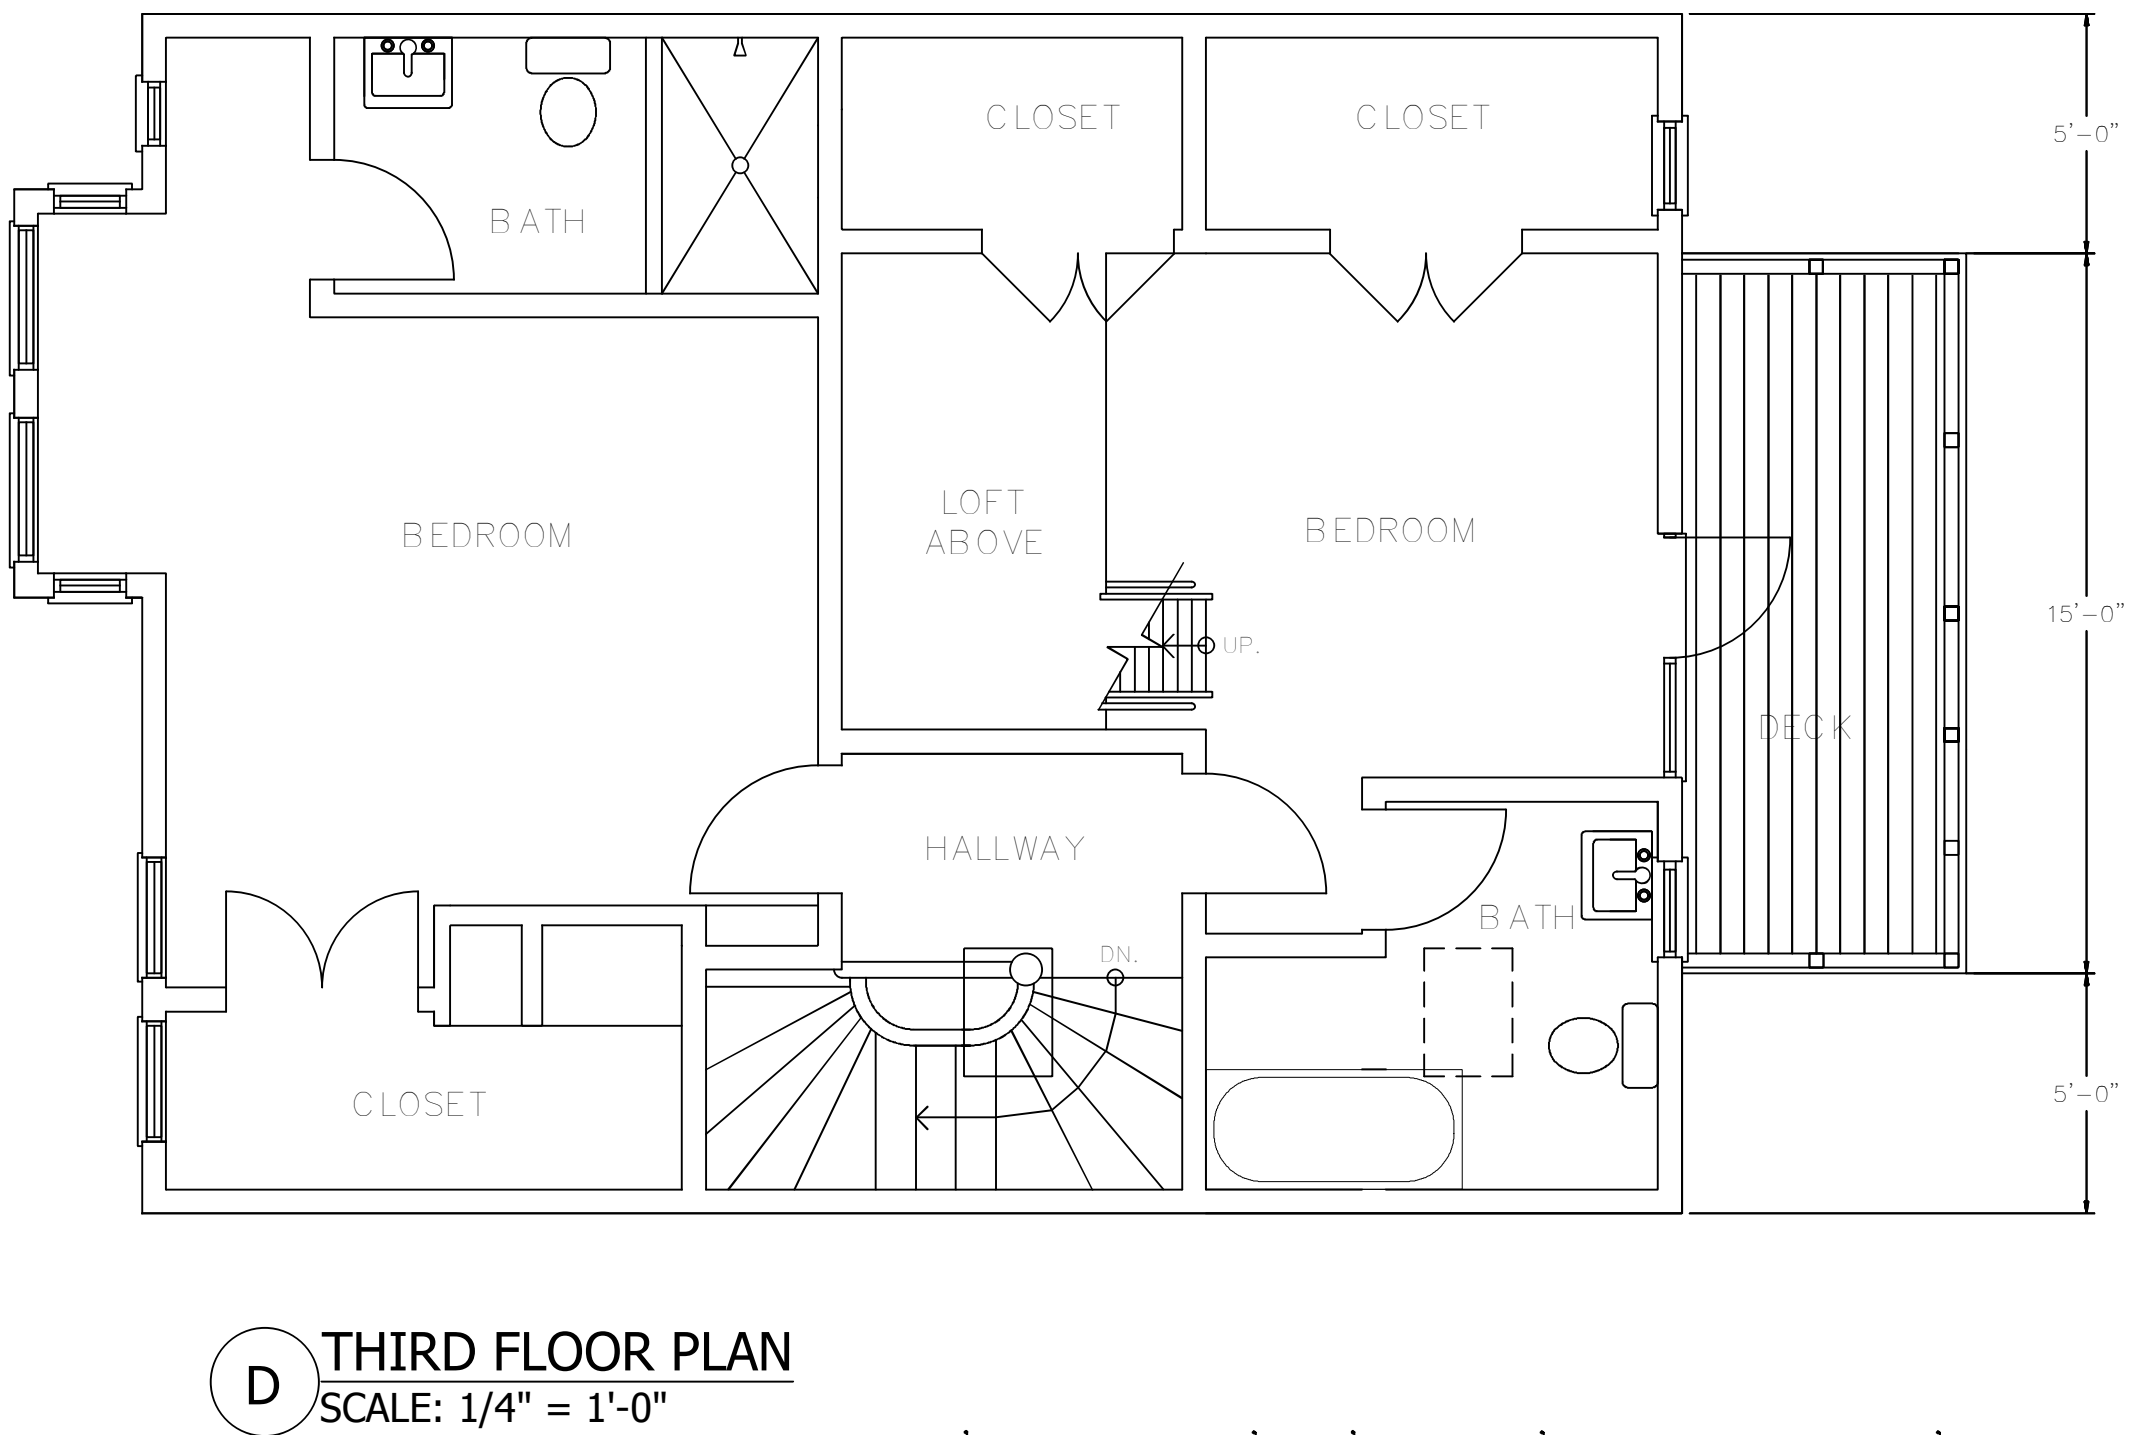 CLOSET
CLOSET
5'-0"
BATH
LOFT
ABOVE
BEDROOM
BEDROOM
15'-0"
UP.
DECK
HALLWAY
BATH
DN.
CLOSET
5'-0"
D
THIRD FLOOR PLAN
SCALE: 1/4" = 1'-0"